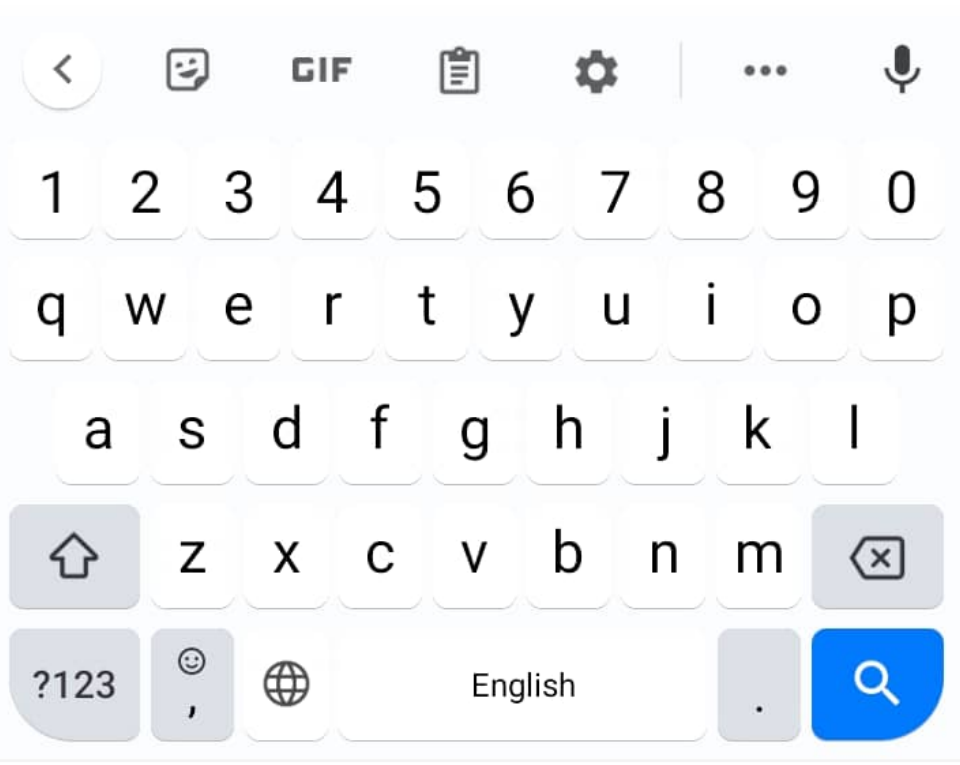 GIF
1 2 3 4 5 6 7 8 9 0
q w e r t y u i o p
a s d f g h j k l
z x c v b n m
?123 , English .